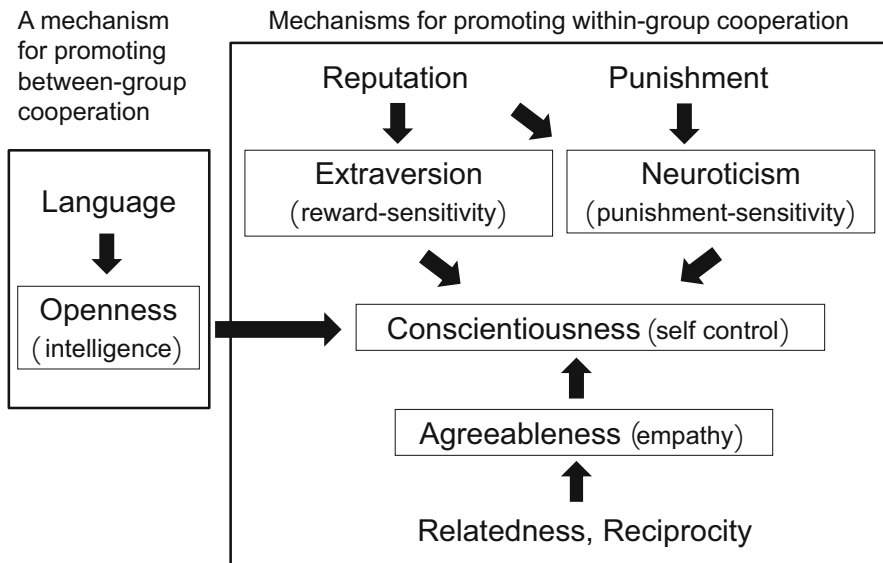 A mechanism
for promoting
between-group
cooperation
Mechanisms for promoting within-group cooperation
Language
Openness
(intelligence)
Reputation
Punishment
Extraversion
(reward-sensitivity)
Neuroticism
(punishment-sensitivity)
Conscientiousness (self control)
Agreeableness (empathy)
Relatedness, Reciprocity